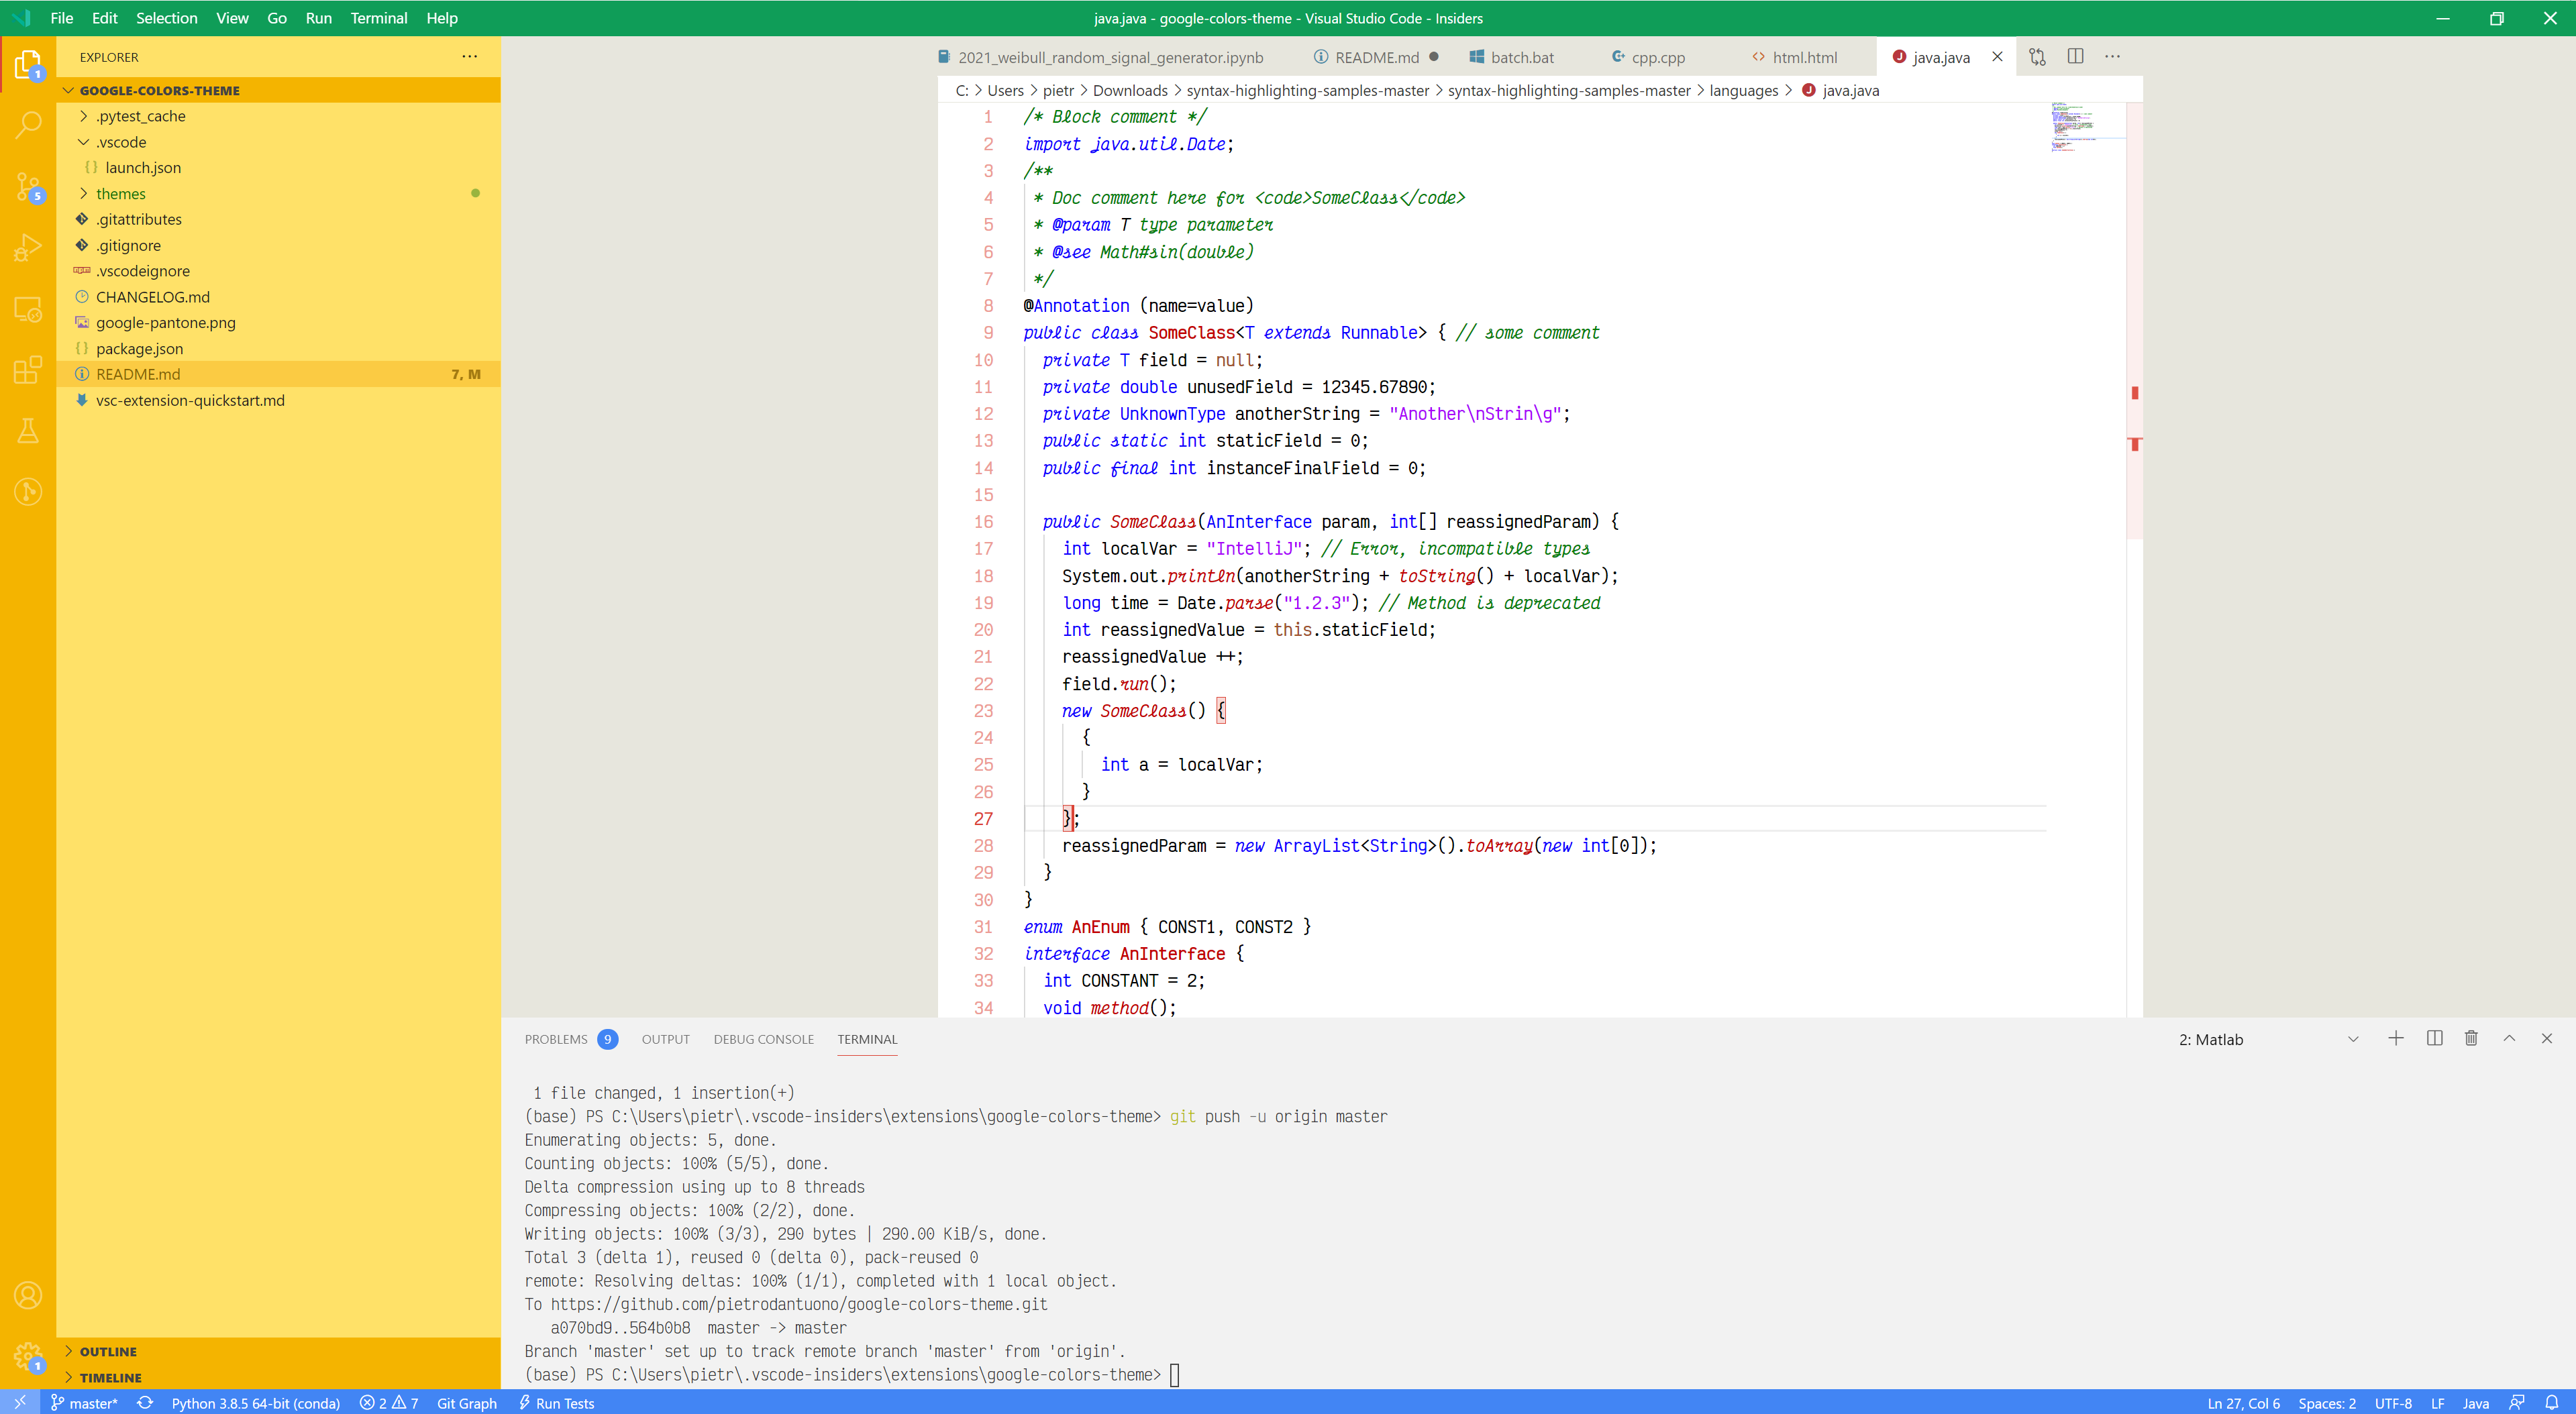 File Edit Selection View Go Run Terminal Help
java.java - google-colors-theme - Visual Studio Code - Insiders
EXPLORER
GOOGLE-COLORS-THEME
.pytest_cache
.vscode
{} launch.json
themes
.gitattributes
.gitignore
.vscodeignore
CHANGELOG.md
google-pantone.png
{} package.json
README.md 7, M
vsc-extension-quickstart.md
OUTLINE
TIMELINE
1
5
1
2021_weibull_random_signal_generator.ipynb README.md batch.bat cpp.cpp html.html java.java
C: > Users > pietr > Downloads > syntax-highlighting-samples-master > syntax-highlighting-samples-master > languages > java.java
1 /* Block comment */
2 import java.util.Date;
3 /**
4 * Doc comment here for <code>SomeClass</code>
5 * @param T type parameter
6 * @see Math#sin(double)
7 */
8 @Annotation (name=value)
9 public class SomeClass<T extends Runnable> { // some comment
10 private T field = null;
11 private double unusedField = 12345.67890;
12 private UnknownType anotherString = "Another\nStrin\g";
13 public static int staticField = 0;
14 public final int instanceFinalField = 0;
15
16 public SomeClass(AnInterface param, int[] reassignedParam) {
17 int localVar = "IntelliJ"; // Error, incompatible types
18 System.out.println(anotherString + toString() + localVar);
19 long time = Date.parse("1.2.3"); // Method is deprecated
20 int reassignedValue = this.staticField;
21 reassignedValue ++;
22 field.run();
23 new SomeClass() {
24 {
25 int a = localVar;
26 }
27 };
28 reassignedParam = new ArrayList<String>().toArray(new int[0]);
29 }
30 }
31 enum AnEnum { CONST1, CONST2 }
32 interface AnInterface {
33 int CONSTANT = 2;
34 void method();
PROBLEMS 9 OUTPUT DEBUG CONSOLE TERMINAL 2: Matlab
1 file changed, 1 insertion(+)
(base) PS C:\Users\pietr\.vscode-insiders\extensions\google-colors-theme> git push -u origin master
Enumerating objects: 5, done.
Counting objects: 100% (5/5), done.
Delta compression using up to 8 threads
Compressing objects: 100% (2/2), done.
Writing objects: 100% (3/3), 290 bytes | 290.00 KiB/s, done.
Total 3 (delta 1), reused 0 (delta 0), pack-reused 0
remote: Resolving deltas: 100% (1/1), completed with 1 local object.
To https://github.com/pietrodantuono/google-colors-theme.git
a070bd9..564b0b8 master -> master
Branch 'master' set up to track remote branch 'master' from 'origin'.
(base) PS C:\Users\pietr\.vscode-insiders\extensions\google-colors-theme>
master* Python 3.8.5 64-bit (conda) 2 7 Git Graph Run Tests Ln 27, Col 6 Spaces: 2 UTF-8 LF Java